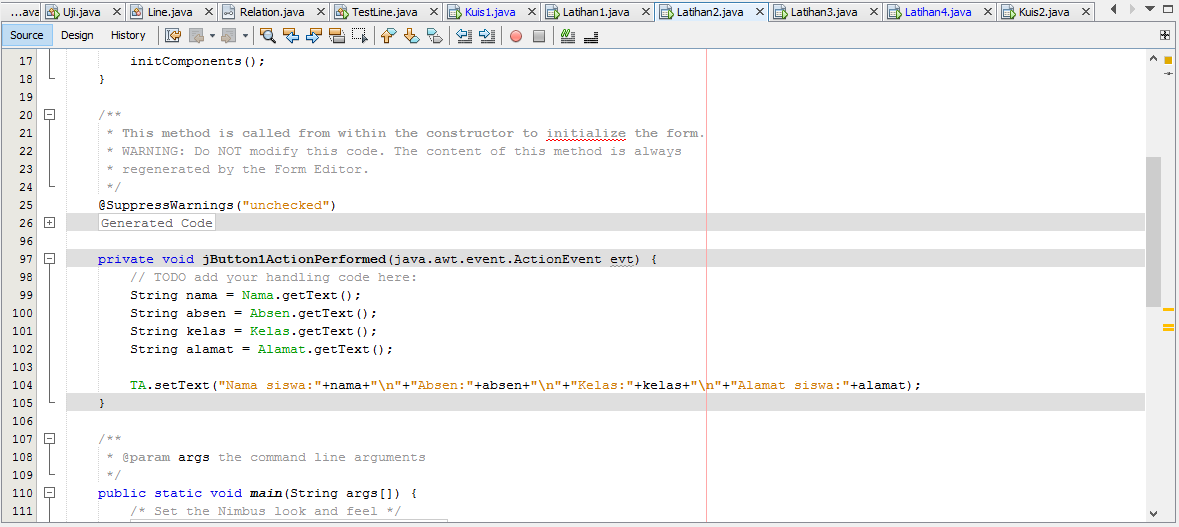 ...ava Uji.java Line.java Relation.java TestLine.java Kuis1.java Latihan1.java Latihan2.java Latihan3.java Latihan4.java Kuis2.java
Source Design History
17 initComponents();
18 }
19
20 /**
21 * This method is called from within the constructor to initialize the form.
22 * WARNING: Do NOT modify this code. The content of this method is always
23 * regenerated by the Form Editor.
24 */
25 @SuppressWarnings("unchecked")
26 Generated Code
96
97 private void jButton1ActionPerformed(java.awt.event.ActionEvent evt) {
98 // TODO add your handling code here:
99 String nama = Nama.getText();
100 String absen = Absen.getText();
101 String kelas = Kelas.getText();
102 String alamat = Alamat.getText();
103
104 TA.setText("Nama siswa:"+nama+"\n"+"Absen:"+absen+"\n"+"Kelas:"+kelas+"\n"+"Alamat siswa:"+alamat);
105 }
106
107 /**
108 * @param args the command line arguments
109 */
110 public static void main(String args[]) {
111 /* Set the Nimbus look and feel */